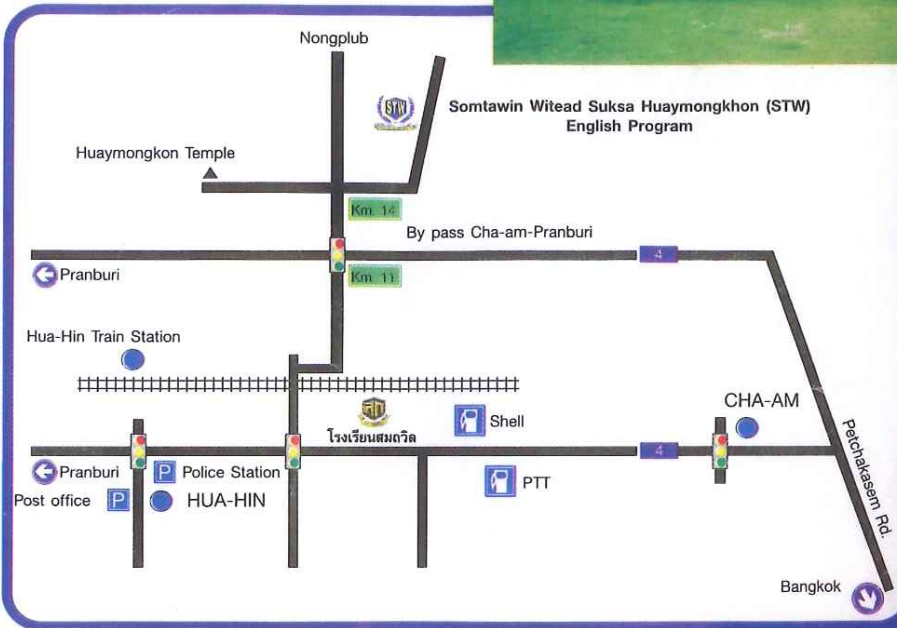 Nongplub
STW
Somtawin Witead Suksa Huaymongkhon (STW)
English Program
Huaymongkon Temple
Km. 14
By pass Cha-am-Pranburi
4
Pranburi
Km. 11
Hua-Hin Train Station
CHA-AM
Shell
โรงเรียนสมถวิล
4
Pranburi
P Police Station
PTT
Post office P
HUA-HIN
Petchakasem Rd.
Bangkok